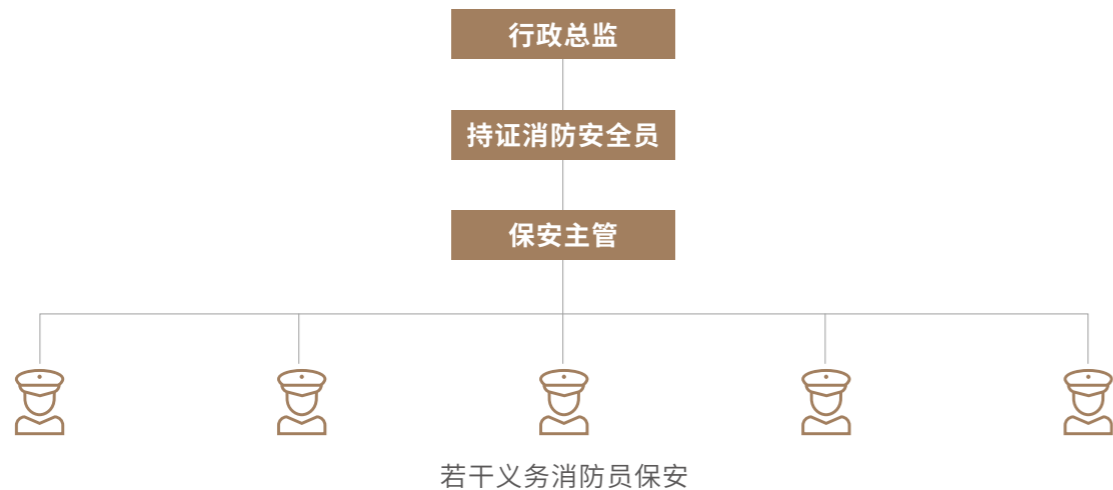 行政总监
持证消防安全员
保安主管
若干义务消防员保安